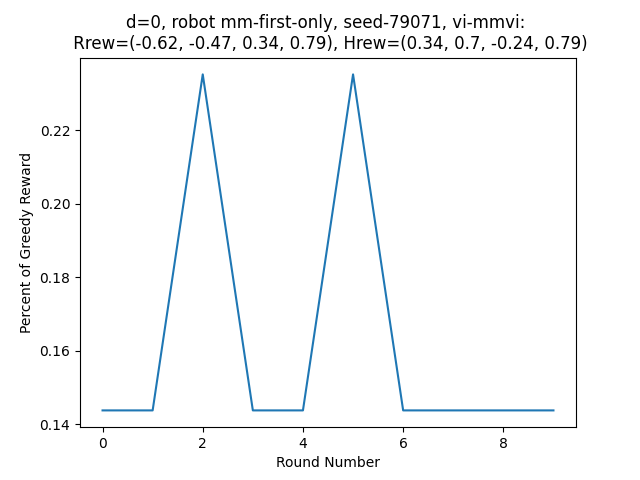 d=0, robot mm-first-only, seed-79071, vi-mmvi:
Rrew=(-0.62, -0.47, 0.34, 0.79), Hrew=(0.34, 0.7, -0.24, 0.79)
Percent of Greedy Reward
0.22
0.20
0.18
0.16
0.14
0 2 4 6 8
Round Number